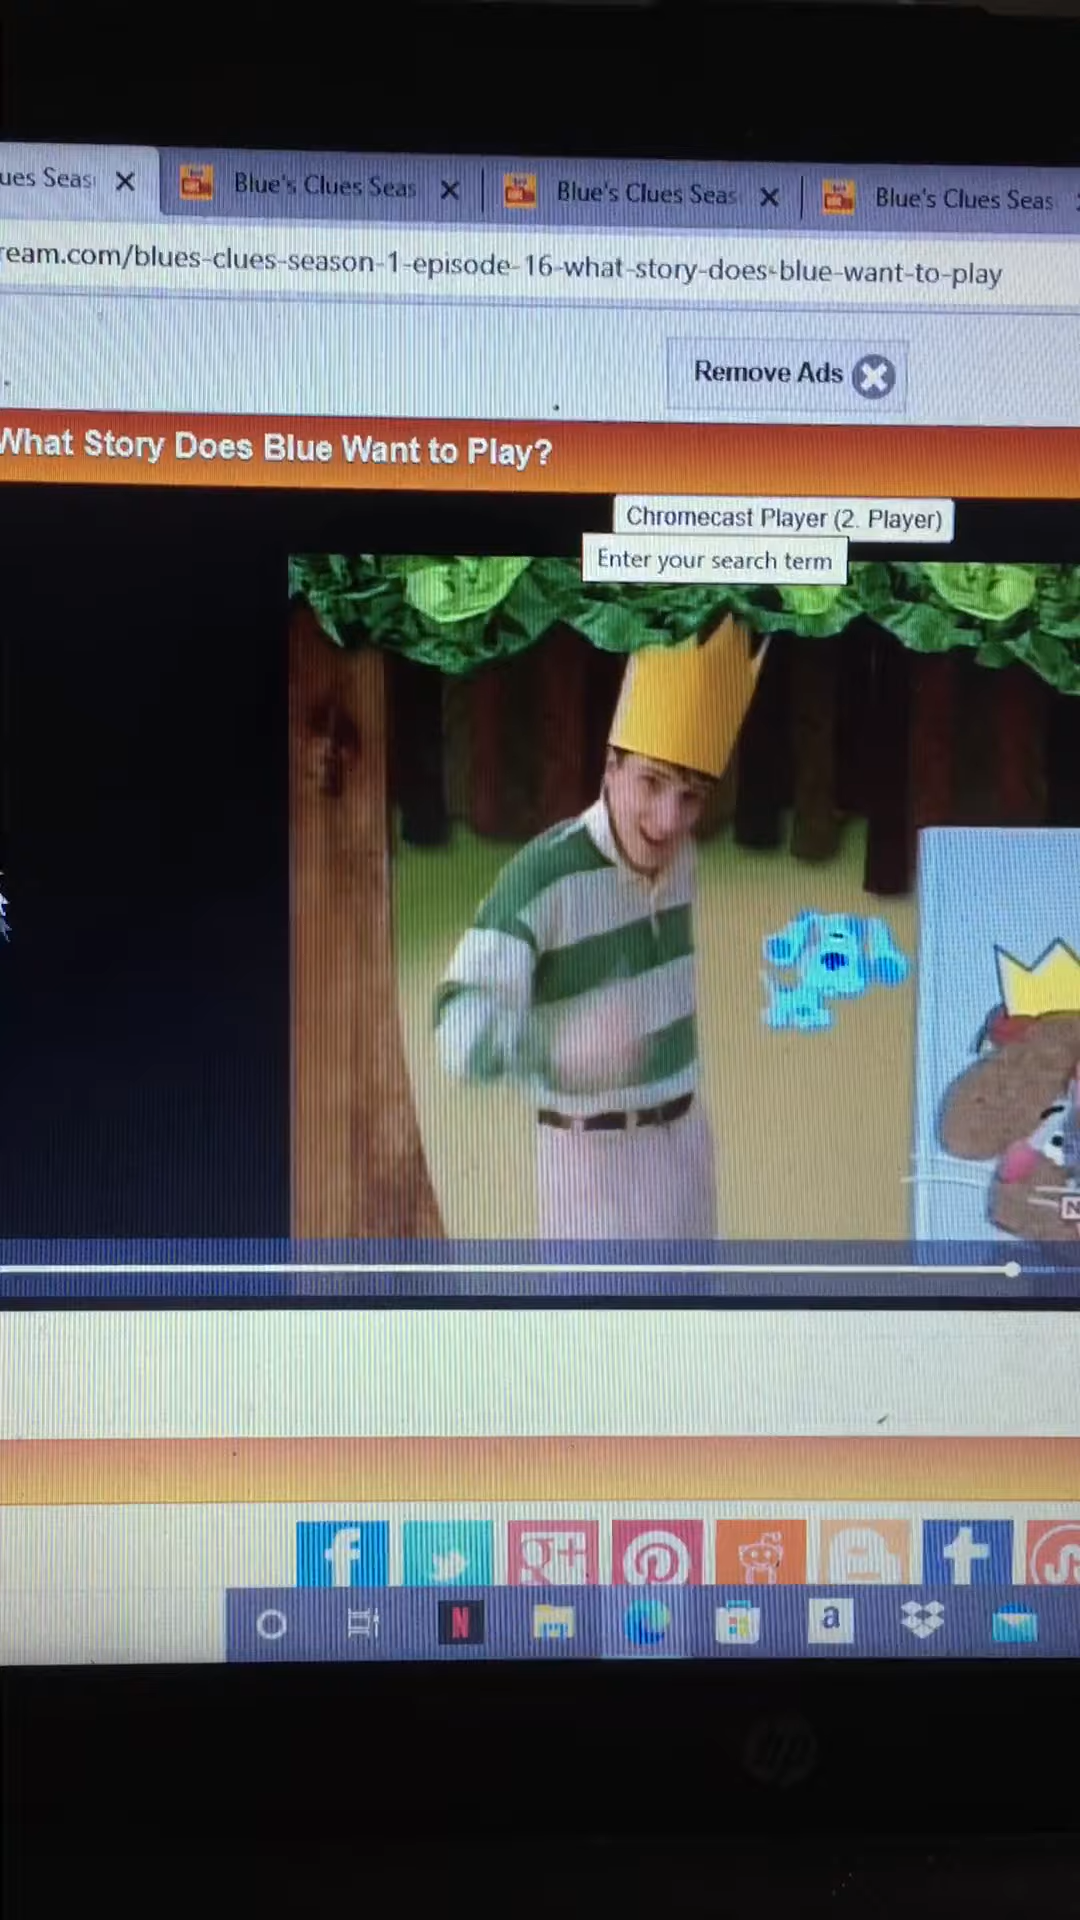 ues Seas
Blue's Clues Seas
Blue's Clues Seas
Blue's Clues Seas
ream.com/blues-clues-season-1-episode-16-what-story-does-blue-want-to-play
Remove Ads
What Story Does Blue Want to Play?
Chromecast Player (2. Player)
Enter your search term
N
f
g+
t
N
a
hp